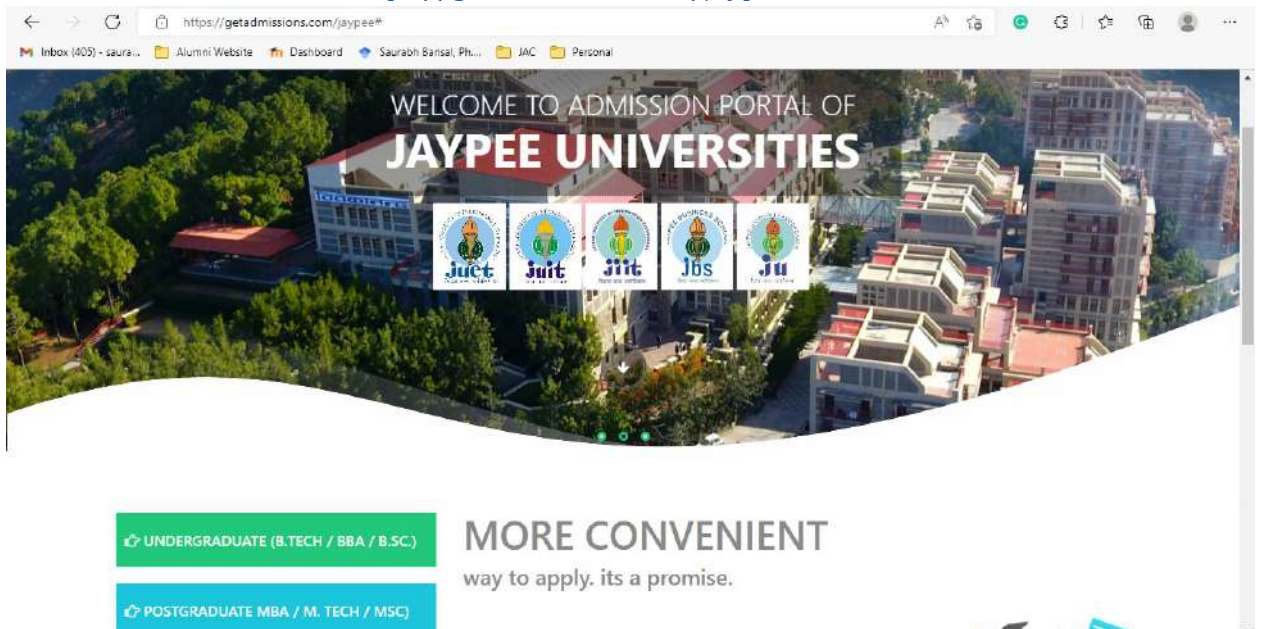 https://getadmissions.com/jaypee#
Inbox (405) - saura... Alumni Website Dashboard Saurabh Bansal, Ph... JAC Personal
WELCOME TO ADMISSION PORTAL OF
JAYPEE UNIVERSITIES
juet juit jiit jbs ju
UNDERGRADUATE (B.TECH / BBA / B.SC.)
MORE CONVENIENT
way to apply. its a promise.
POSTGRADUATE MBA / M. TECH / MSC)